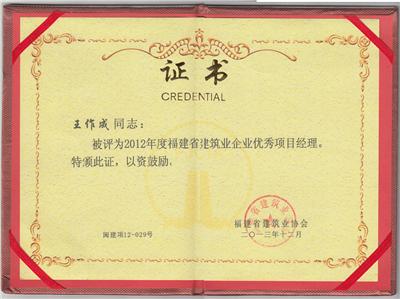 证书
CREDENTIAL
王作成同志：
被评为2012年度福建省建筑业企业优秀项目经理。
特颁此证，以资鼓励。
福建省建筑业协会
闽建项12-029号
二〇一三年十二月